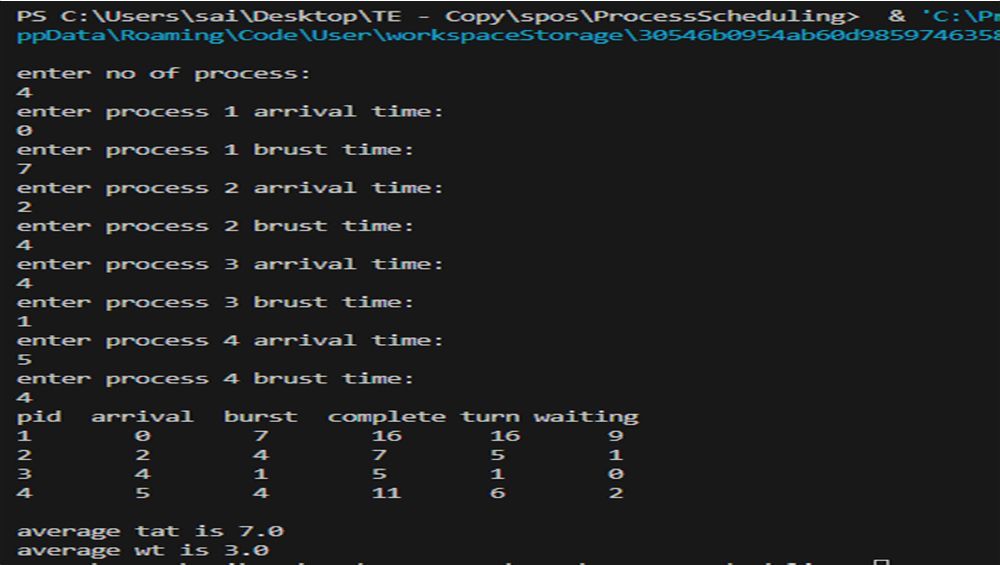 PS C:\Users\sai\Desktop\TE - Copy\spos\ProcessScheduling>  & 'C:\Pr
ppData\Roaming\Code\User\workspaceStorage\30546b0954ab60d9859746358
enter no of process:
4
enter process 1 arrival time:
0
enter process 1 brust time:
7
enter process 2 arrival time:
2
enter process 2 brust time:
4
enter process 3 arrival time:
4
enter process 3 brust time:
1
enter process 4 arrival time:
5
enter process 4 brust time:
4
pid  arrival  burst  complete turn waiting
1       0       7       16      16      9
2       2       4       7       5       1
3       4       1       5       1       0
4       5       4       11      6       2
average tat is 7.0
average wt is 3.0